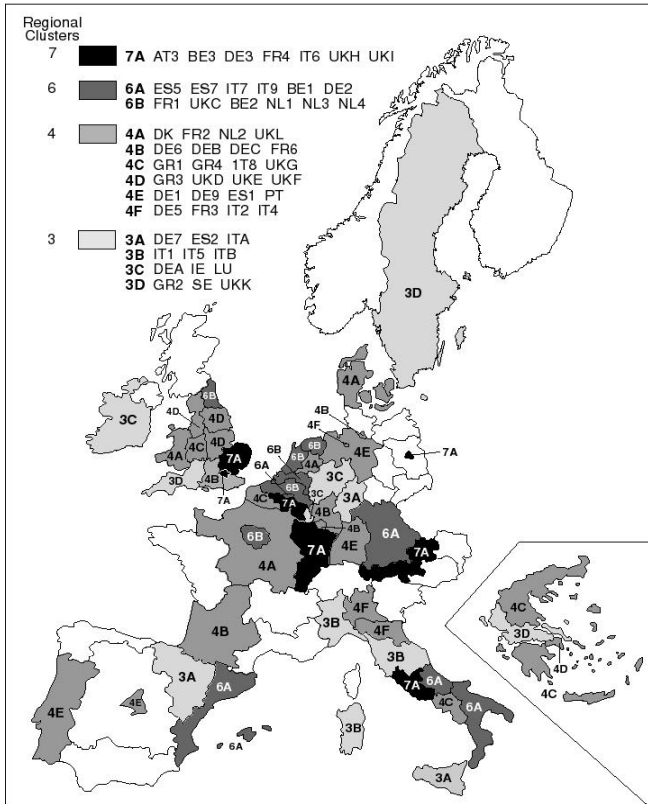 Regional
Clusters
7 7A AT3 BE3 DE3 FR4 IT6 UKH UKI
6 6A ES5 ES7 IT7 IT9 BE1 DE2
6B FR1 UKC BE2 NL1 NL3 NL4
4 4A DK FR2 NL2 UKL
4B DE6 DEB DEC FR6
4C GR1 GR4 1T8 UKG
4D GR3 UKD UKE UKF
4E DE1 DE9 ES1 PT
4F DE5 FR3 IT2 IT4
3 3A DE7 ES2 ITA
3B IT1 IT5 ITB
3C DEA IE LU
3D GR2 SE UKK
3D
4A
6B
4D
4D
3C
4C
4D
4A
7A
3D
4B
7A
4B
4F
4E
7A
6B
6B
6B
4A
6A
6B
3C
3C
3A
4C
7A
4B
4B
4E
6A
7A
6B
7A
4A
4F
4F
3B
4B
3B
3A
6A
7A
6A
4C
6A
4E
4E
6A
3B
3A
4C
3D
4D
4C